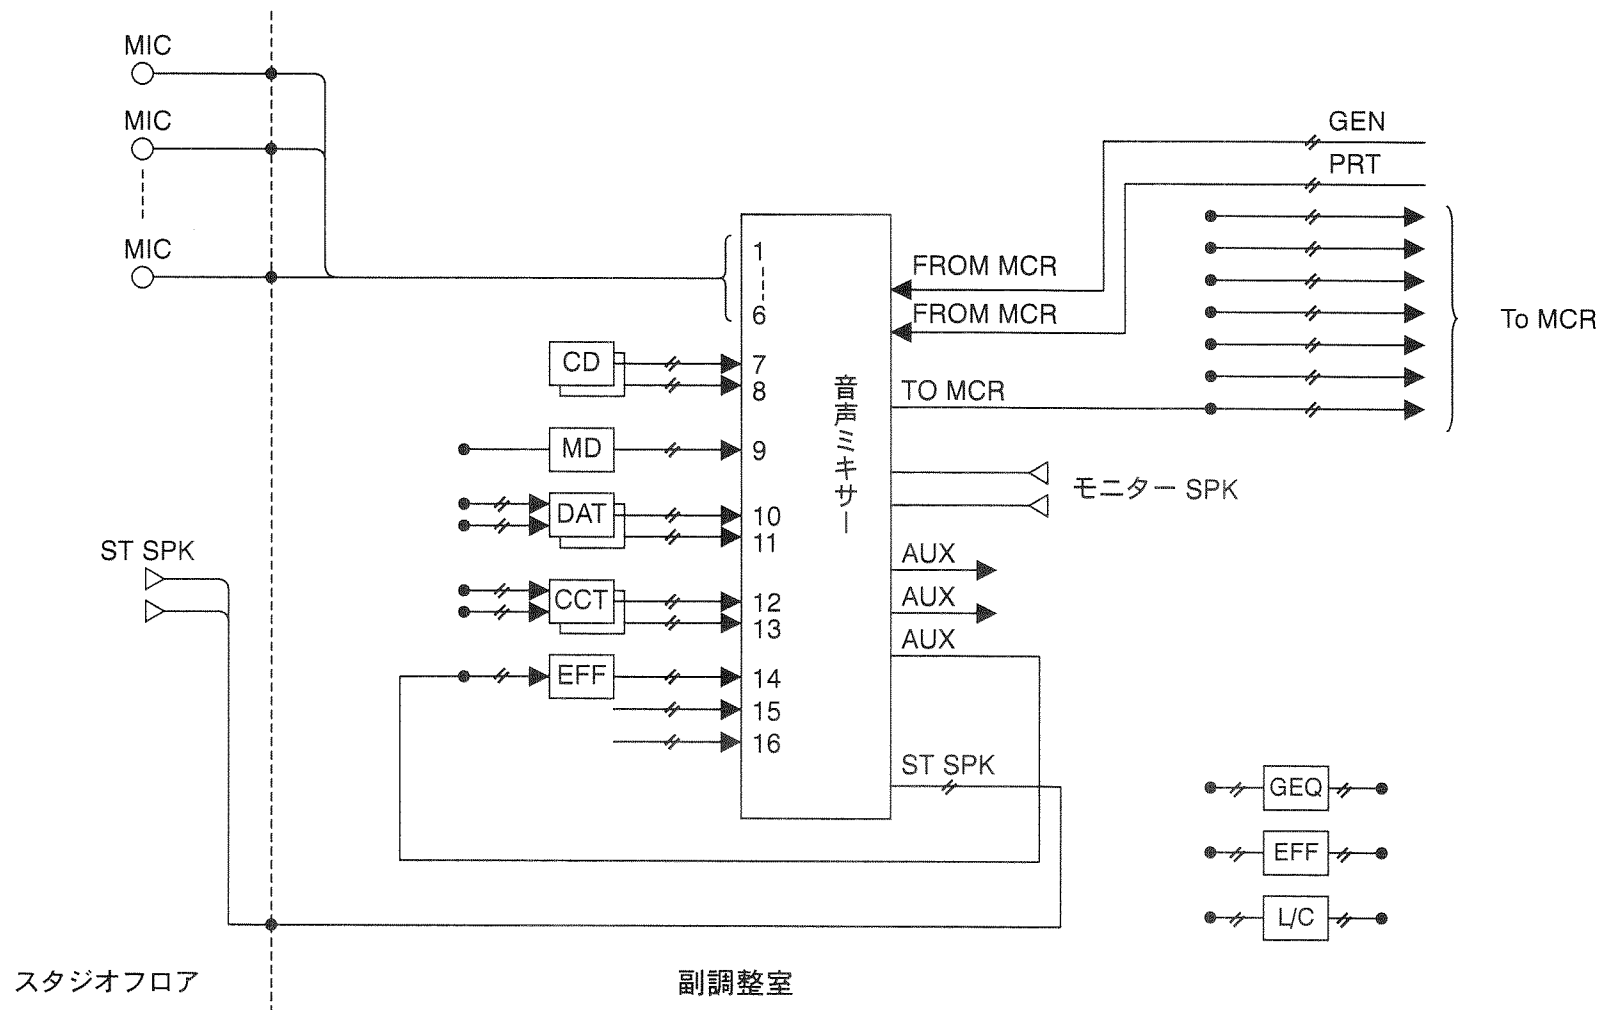 MIC
MIC
MIC
ST SPK
スタジオフロア
CD
MD
DAT
CCT
EFF
1
6
7
8
9
10
11
12
13
14
15
16
音声ミキサー
FROM MCR
FROM MCR
TO MCR
モニター SPK
AUX
AUX
AUX
ST SPK
GEN
PRT
To MCR
GEQ
EFF
L/C
副調整室